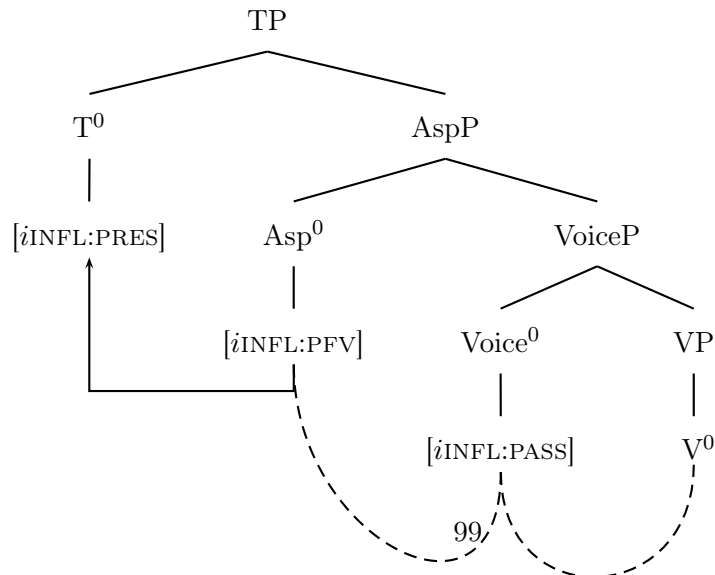 TP
T⁰ AspP
[iINFL:PRES] Asp⁰ VoiceP
[iINFL:PFV] Voice⁰ VP
[iINFL:PASS] V⁰
99